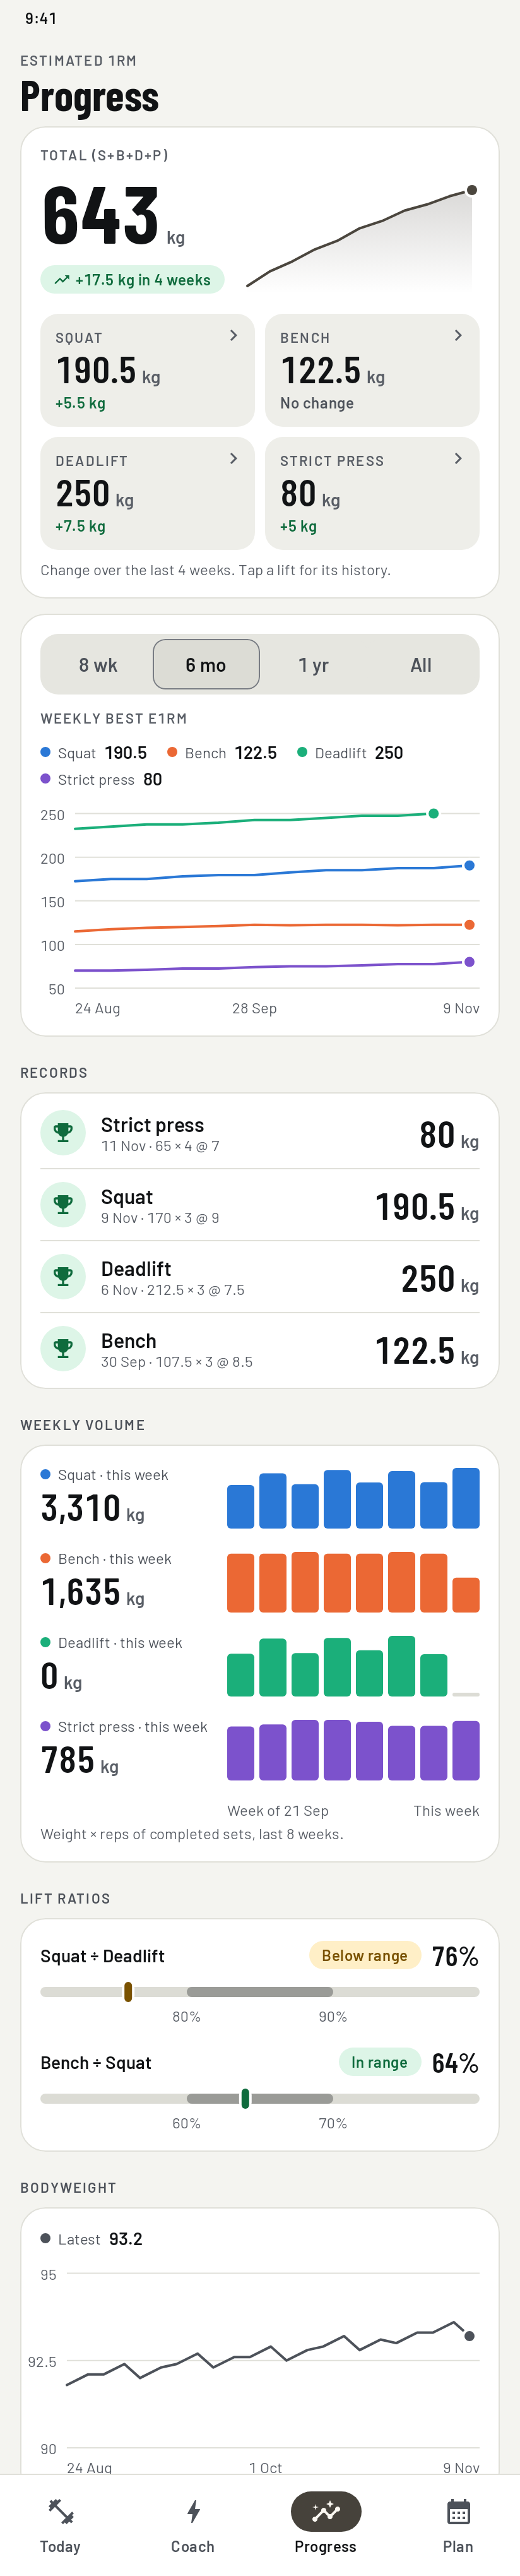 9:41
ESTIMATED 1RM
Progress
TOTAL (S+B+D+P)
643 kg
+17.5 kg in 4 weeks
SQUAT
190.5 kg
+5.5 kg
BENCH
122.5 kg
No change
DEADLIFT
250 kg
+7.5 kg
STRICT PRESS
80 kg
+5 kg
Change over the last 4 weeks. Tap a lift for its history.
8 wk 6 mo 1 yr All
WEEKLY BEST E1RM
Squat 190.5 Bench 122.5 Deadlift 250
Strict press 80
250
200
150
100
50
24 Aug 28 Sep 9 Nov
RECORDS
Strict press
11 Nov · 65 × 4 @ 7
80 kg
Squat
9 Nov · 170 × 3 @ 9
190.5 kg
Deadlift
6 Nov · 212.5 × 3 @ 7.5
250 kg
Bench
30 Sep · 107.5 × 3 @ 8.5
122.5 kg
WEEKLY VOLUME
Squat · this week
3,310 kg
Bench · this week
1,635 kg
Deadlift · this week
0 kg
Strict press · this week
785 kg
Week of 21 Sep This week
Weight × reps of completed sets, last 8 weeks.
LIFT RATIOS
Squat ÷ Deadlift Below range 76%
80% 90%
Bench ÷ Squat In range 64%
60% 70%
BODYWEIGHT
Latest 93.2
95
92.5
90
24 Aug 1 Oct 9 Nov
Today Coach Progress Plan